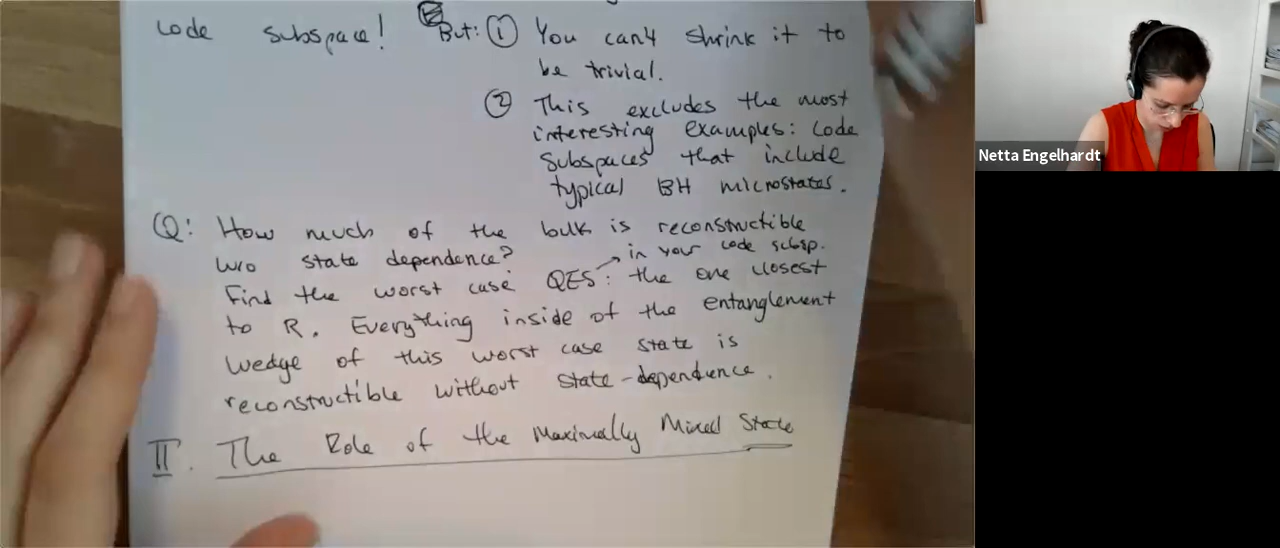 code subspace! But: ① You can't shrink it to
be trivial.
② This excludes the most
interesting examples: code
subspaces that include
typical BH microstates.
Q: How much of the bulk is reconstructible
w/o state dependence? in your code subsp.
Find the worst case QES: the one closest
to R. Everything inside of the entanglement
wedge of this worst case state is
reconstructible without state-dependence.
II. The Role of the Maximally Mixed State
Netta Engelhardt